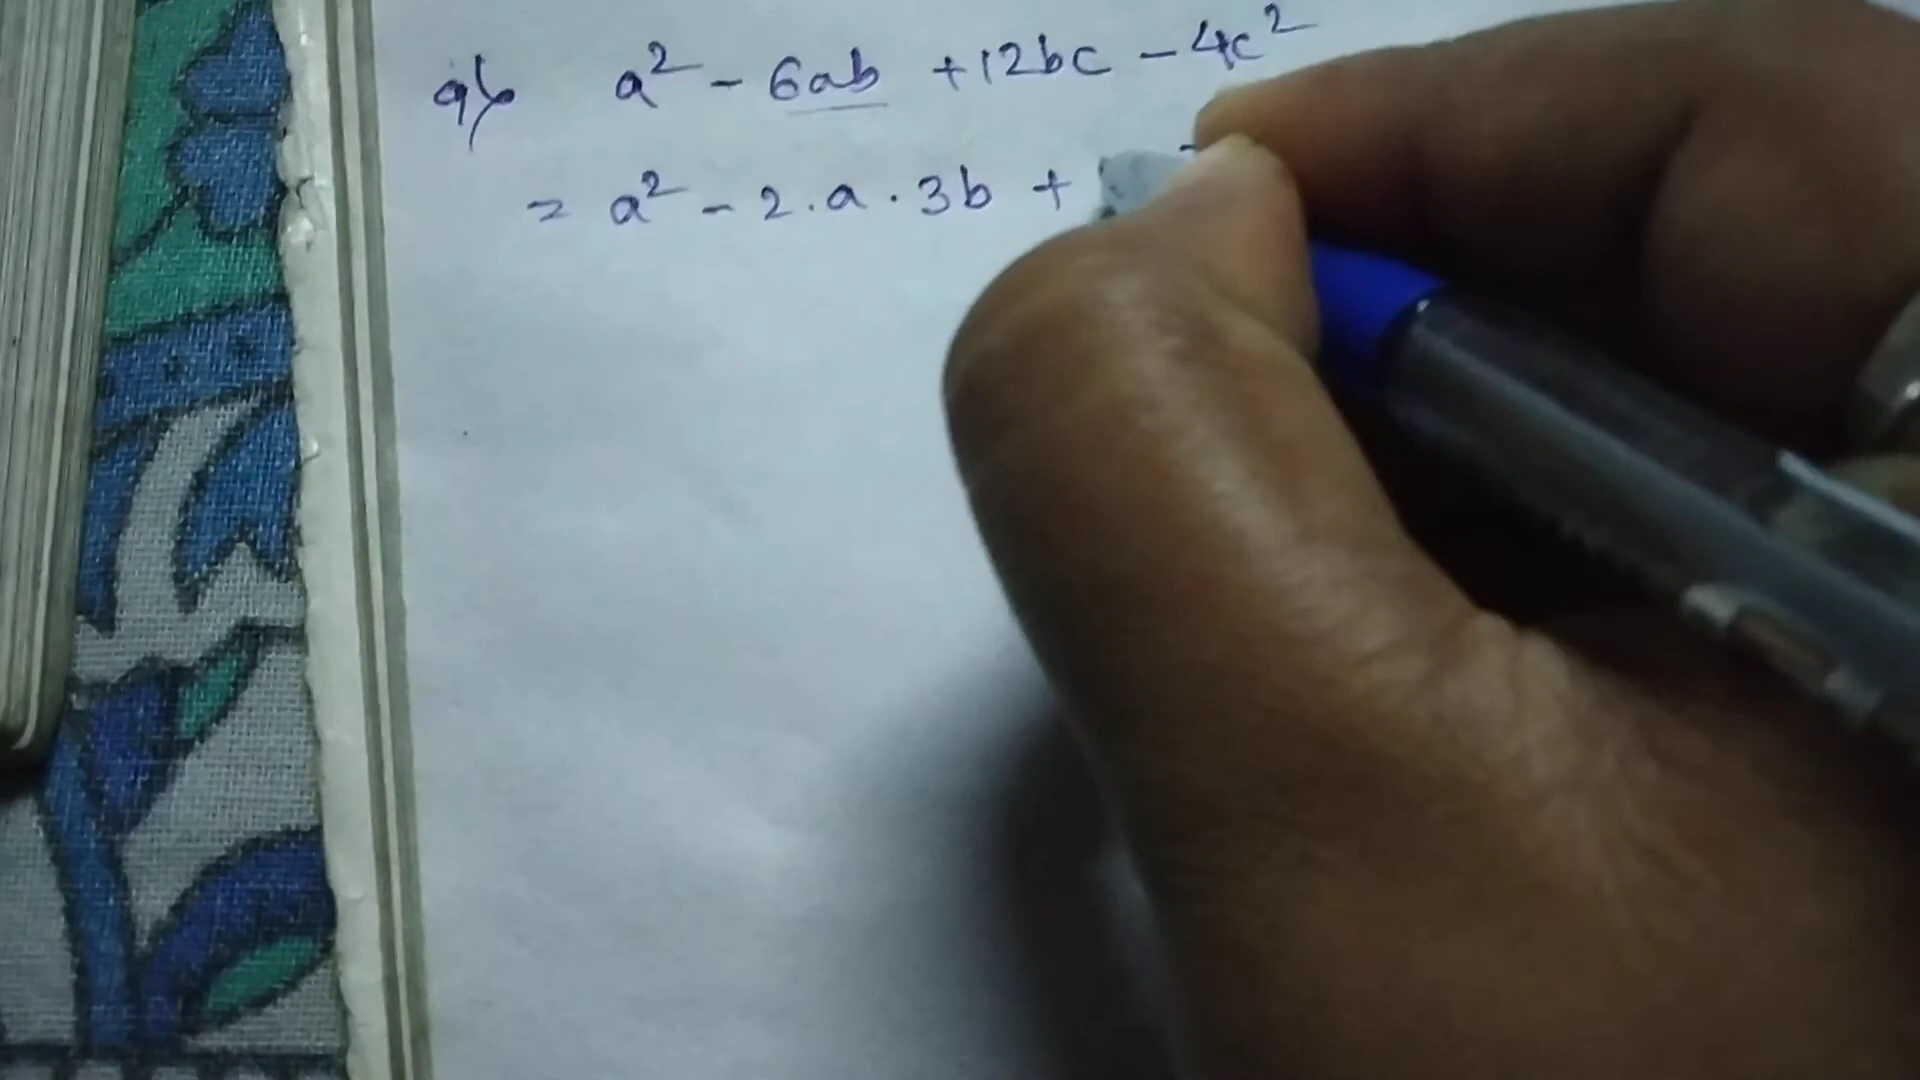 9) a² - 6ab + 12bc - 4c²
= a² - 2.a.3b +